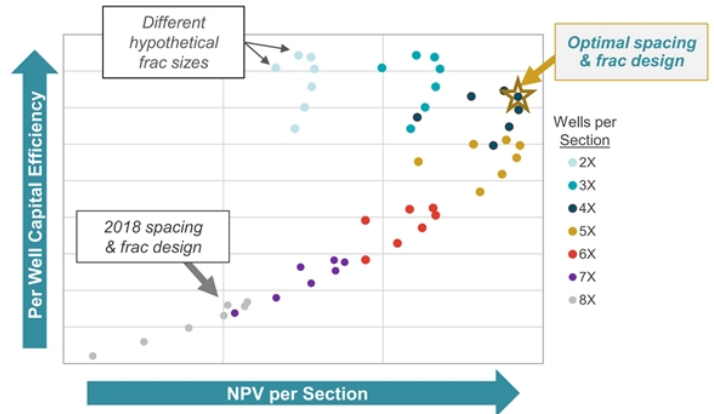 Different
hypothetical
frac sizes
Optimal spacing
& frac design
Per Well Capital Efficiency
2018 spacing
& frac design
Wells per
Section
2X
3X
4X
5X
6X
7X
8X
NPV per Section